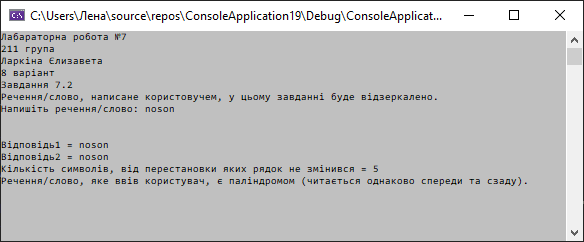 C:\Users\Лена\source\repos\ConsoleApplication19\Debug\ConsoleApplicat...
Лабараторна робота №7
211 група
Ларкіна Єлизавета
8 варіант
Завдання 7.2
Речення/слово, написане користовучем, у цьому завданні буде відзеркалено.
Напишіть речення/слово: noson
Відповідь1 = noson
Відповідь2 = noson
Кількість символів, від перестановки яких рядок не змінився = 5
Речення/слово, яке ввів користувач, є паліндромом (читається однаково спереди та сзаду).